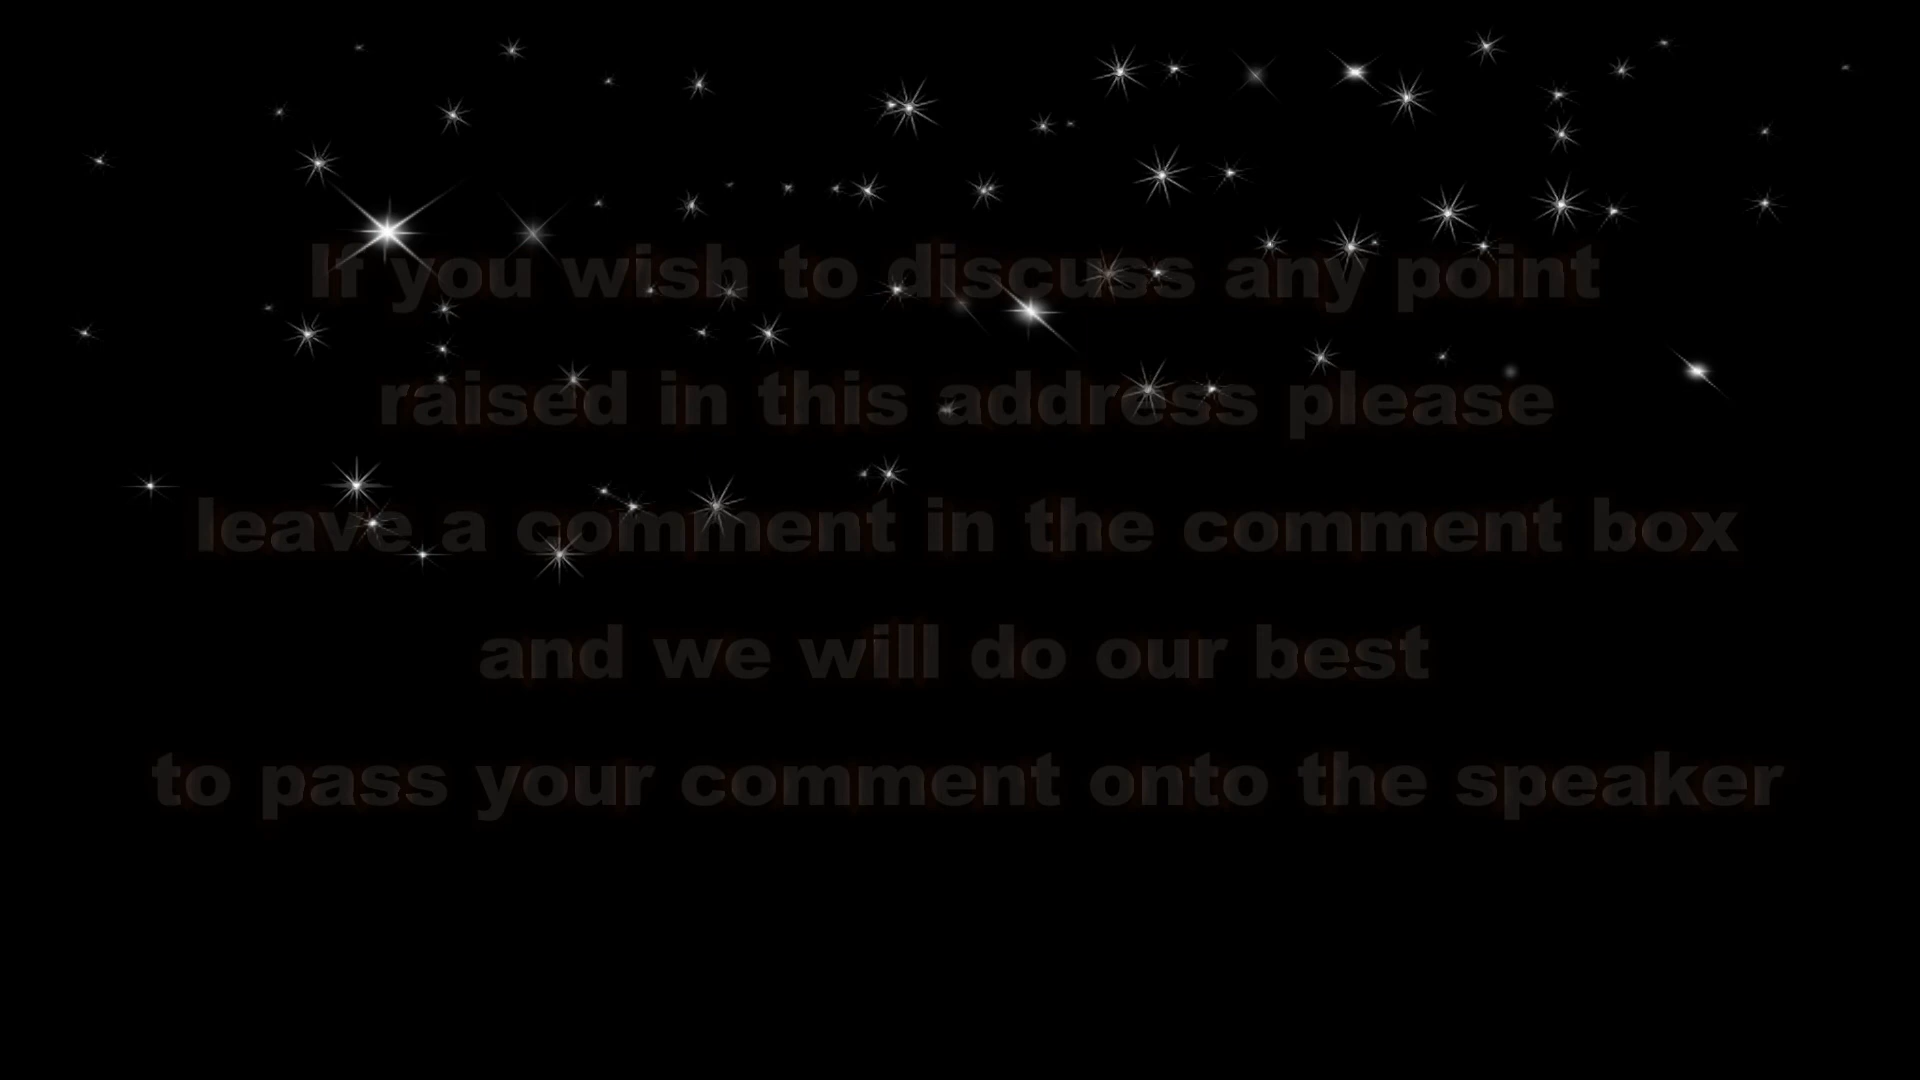 If you wish to discuss any point
raised in this address please
leave a comment in the comment box
and we will do our best
to pass your comment onto the speaker